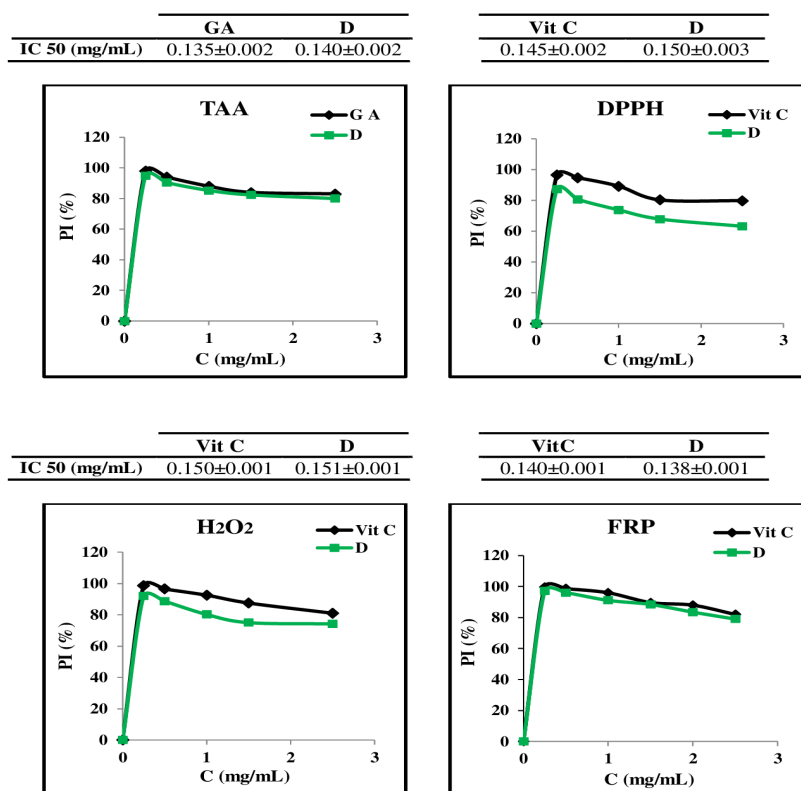 GA D
IC 50 (mg/mL) 0.135±0.002 0.140±0.002
Vit C D
0.145±0.002 0.150±0.003
TAA
G A
D
PI (%)
120
100
80
60
40
20
0
0 1 2 3
C (mg/mL)
DPPH
Vit C
D
PI (%)
120
100
80
60
40
20
0
0 1 2 3
C (mg/mL)
Vit C D
IC 50 (mg/mL) 0.150±0.001 0.151±0.001
VitC D
0.140±0.001 0.138±0.001
H2O2
Vit C
D
PI (%)
120
100
80
60
40
20
0
0 1 2 3
C (mg/mL)
FRP
Vit C
D
PI (%)
120
100
80
60
40
20
0
0 1 2 3
C (mg/mL)